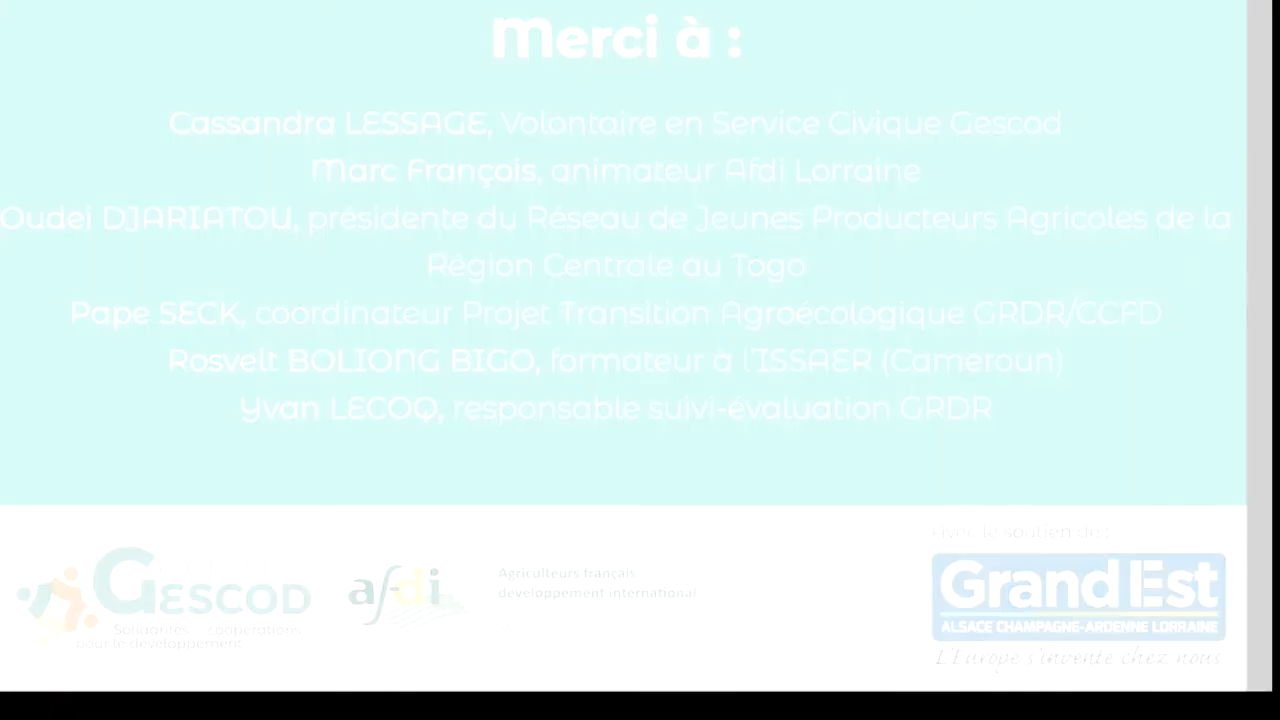 Merci à :
Cassandra LESSAGE, Volontaire en Service Civique Gescod
Marc François, animateur Afdi Lorraine
Oudei DJARIATOU, présidente du Réseau de Jeunes Producteurs Agricoles de la
Région Centrale au Togo
Pape SECK, coordinateur Projet Transition Agroécologique GRDR/CCFD
Rosvelt BOLIONG BIGO, formateur à l'ISSAER (Cameroun)
Yvan LECOQ, responsable suivi-évaluation GRDR
Avec le soutien de :
GESCOD
Solidarités coopérations
pour le développement
afdi
Agriculteurs français
développement international
Grand Est
ALSACE CHAMPAGNE-ARDENNE LORRAINE
L'Europe s'invente chez nous